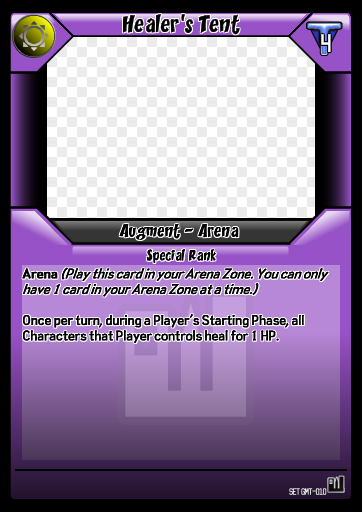 Healer's Tent
4
Augment - Arena
Special Rank
Arena (Play this card in your Arena Zone. You can only
have 1 card in your Arena Zone at a time.)
Once per turn, during a Player's Starting Phase, all
Characters that Player controls heal for 1 HP.
SET GMT-010